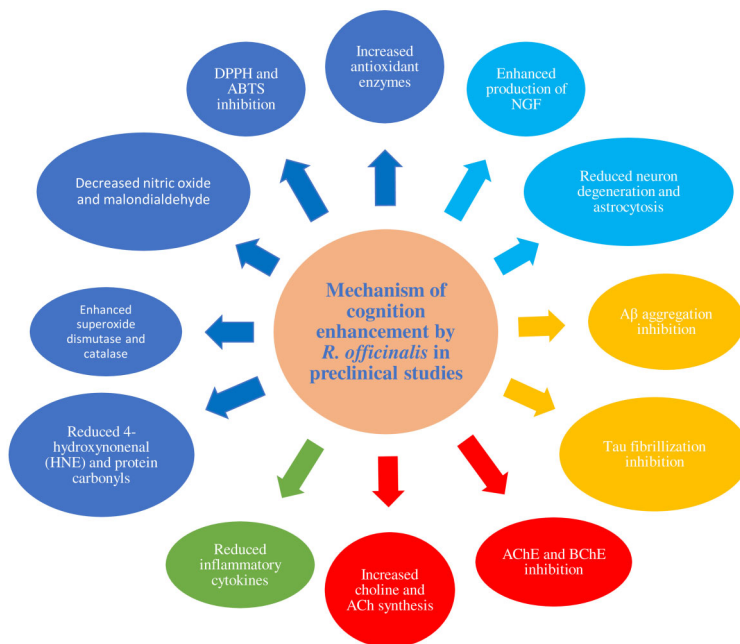 Mechanism of
cognition
enhancement by
R. officinalis in
preclinical studies
Increased
antioxidant
enzymes
Enhanced
production of
NGF
Reduced neuron
degeneration and
astrocytosis
Aβ aggregation
inhibition
Tau fibrillization
inhibition
AChE and BChE
inhibition
Increased
choline and
ACh synthesis
Reduced
inflammatory
cytokines
Reduced 4-
hydroxynonenal
(HNE) and protein
carbonyls
Enhanced
superoxide
dismutase and
catalase
Decreased nitric oxide
and malondialdehyde
DPPH and
ABTS
inhibition